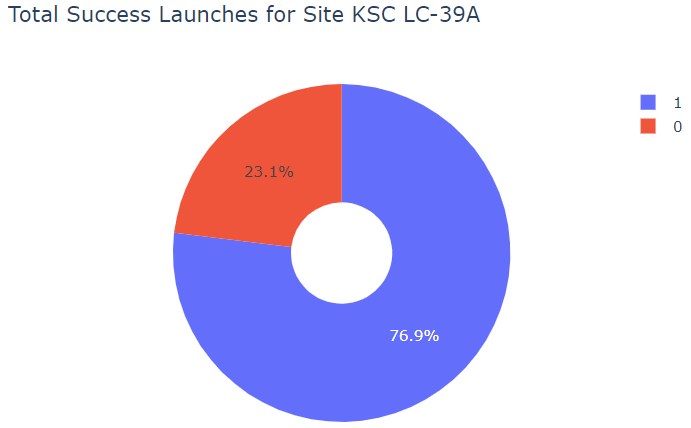 Total Success Launches for Site KSC LC-39A
1
0
23.1%
76.9%